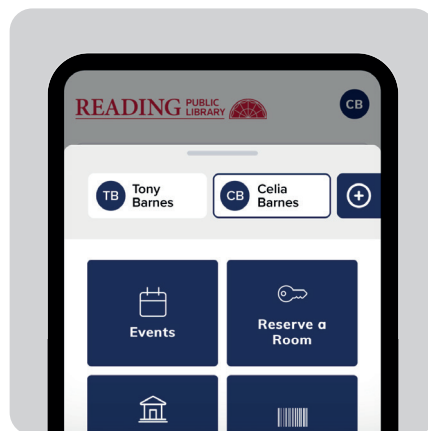 READING PUBLIC LIBRARY
CB
TB Tony Barnes
CB Celia Barnes
Events
Reserve a
Room